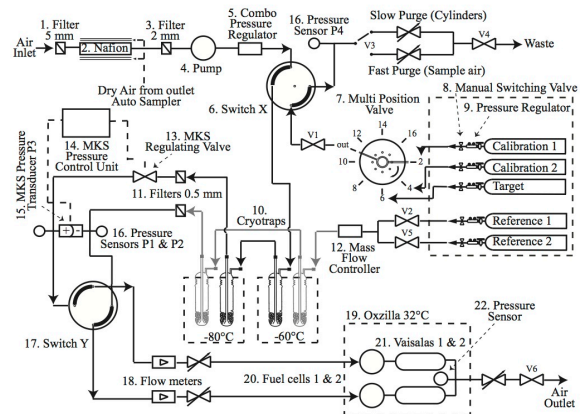 1. Filter
5 mm
Air
Inlet
2. Nafion
3. Filter
2 mm
4. Pump
5. Combo
Pressure
Regulator
16. Pressure
Sensor P4
Slow Purge (Cylinders)
V3
V4
Waste
Fast Purge (Sample air)
Dry Air from outlet
Auto Sampler
6. Switch X
7. Multi Position
Valve
14
12
16
V1
out
10
2
8
4
6
8. Manual Switching Valve
9. Pressure Regulator
Calibration 1
Calibration 2
Target
Reference 1
Reference 2
V2
V5
14. MKS
Pressure
Control Unit
13. MKS
Regulating Valve
15. MKS Pressure
Transducer P3
11. Filters 0.5 mm
+
-
16. Pressure
Sensors P1 & P2
10.
Cryotraps
12. Mass
Flow
Controller
-80°C
-60°C
17. Switch Y
18. Flow meters
19. Oxzilla 32°C
20. Fuel cells 1 & 2
21. Vaisalas 1 & 2
22. Pressure
Sensor
V6
Air
Outlet